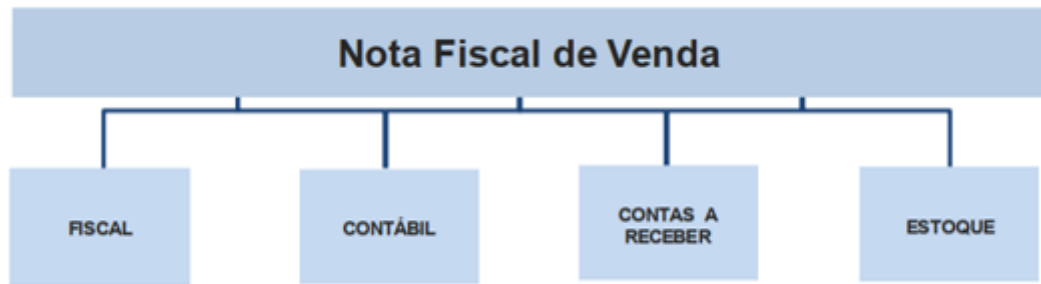 Nota Fiscal de Venda
FISCAL
CONTÁBIL
CONTAS A
RECEBER
ESTOQUE